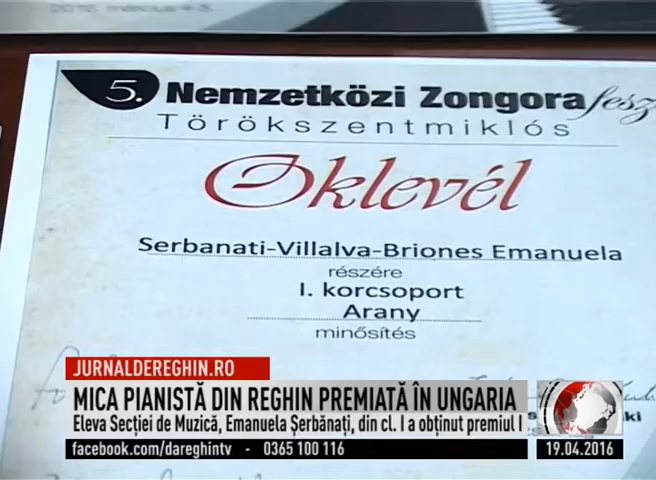 5. Nemzetközi Zongorafesz
Törökszentmiklós
Oklevél
Serbanati-Villalva-Briones Emanuela
részére
I. korcsoport
Arany
minősítés
JURNALDEREGHIN.RO
MICA PIANISTĂ DIN REGHIN PREMIATĂ ÎN UNGARIA
Eleva Secției de Muzică, Emanuela Șerbănați, din cl. I a obținut premiul I
facebook.com/dareghintv - 0365 100 116
19.04.2016